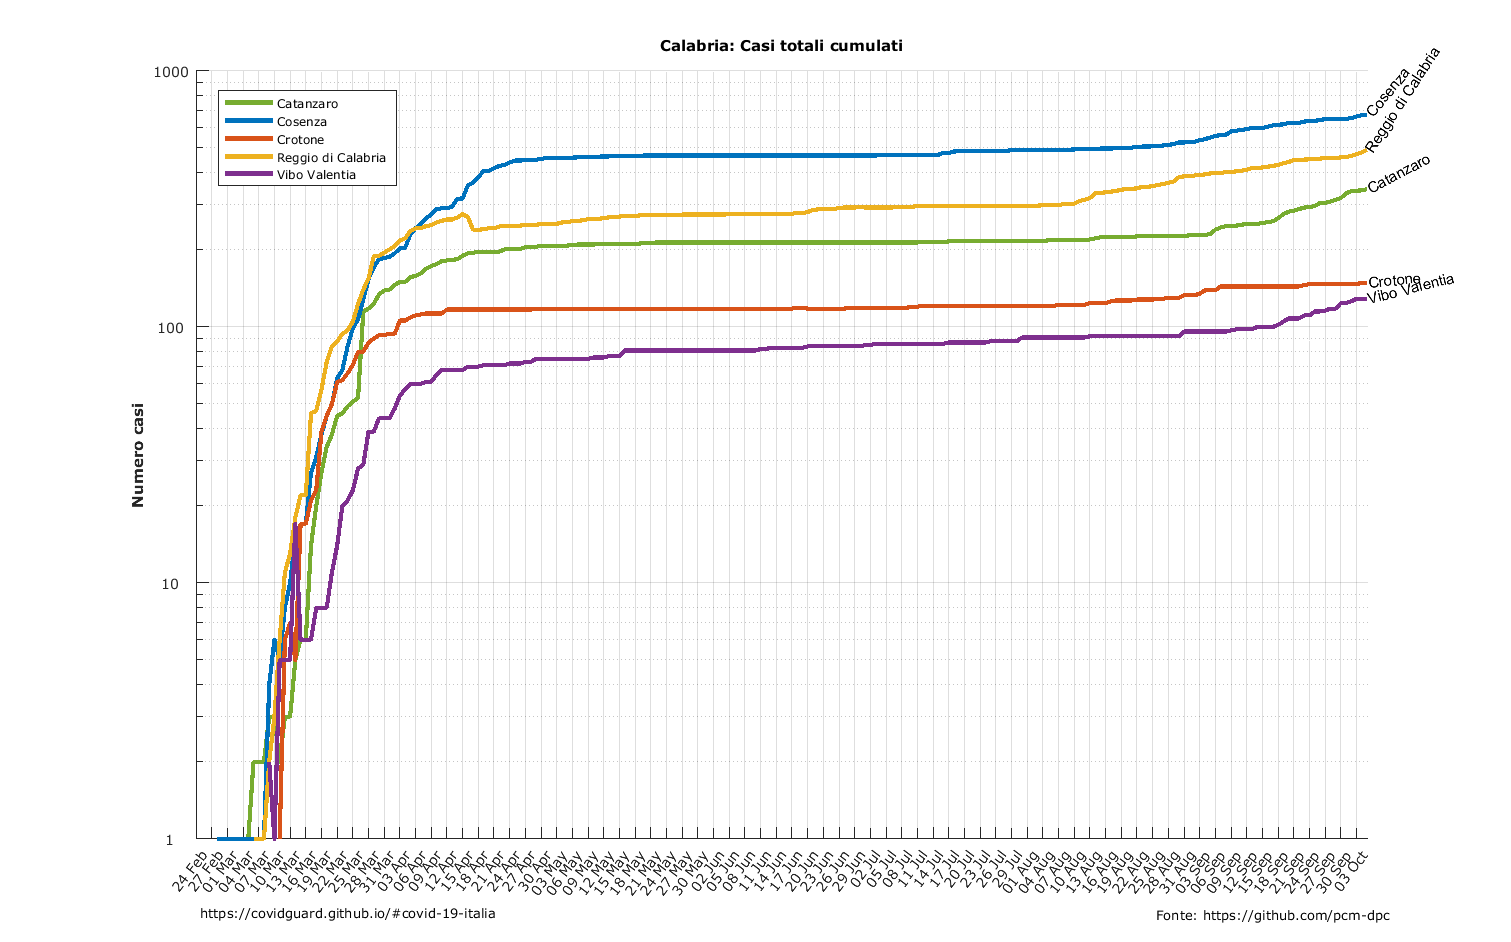 Calabria: Casi totali cumulati
1000
100
10
1
Numero casi
Catanzaro
Cosenza
Crotone
Reggio di Calabria
Vibo Valentia
Cosenza
Reggio di Calabria
Catanzaro
Crotone
Vibo Valentia
24 Feb
27 Feb
01 Mar
04 Mar
07 Mar
10 Mar
13 Mar
16 Mar
19 Mar
22 Mar
25 Mar
28 Mar
31 Mar
03 Apr
06 Apr
09 Apr
12 Apr
15 Apr
18 Apr
21 Apr
24 Apr
27 Apr
30 Apr
03 May
06 May
09 May
12 May
15 May
18 May
21 May
24 May
27 May
30 May
02 Jun
05 Jun
08 Jun
11 Jun
14 Jun
17 Jun
20 Jun
23 Jun
26 Jun
29 Jun
02 Jul
05 Jul
08 Jul
11 Jul
14 Jul
17 Jul
20 Jul
23 Jul
26 Jul
29 Jul
01 Aug
04 Aug
07 Aug
10 Aug
13 Aug
16 Aug
19 Aug
22 Aug
25 Aug
28 Aug
31 Aug
03 Sep
06 Sep
09 Sep
12 Sep
15 Sep
18 Sep
21 Sep
24 Sep
27 Sep
30 Sep
03 Oct
https://covidguard.github.io/#covid-19-italia
Fonte: https://github.com/pcm-dpc